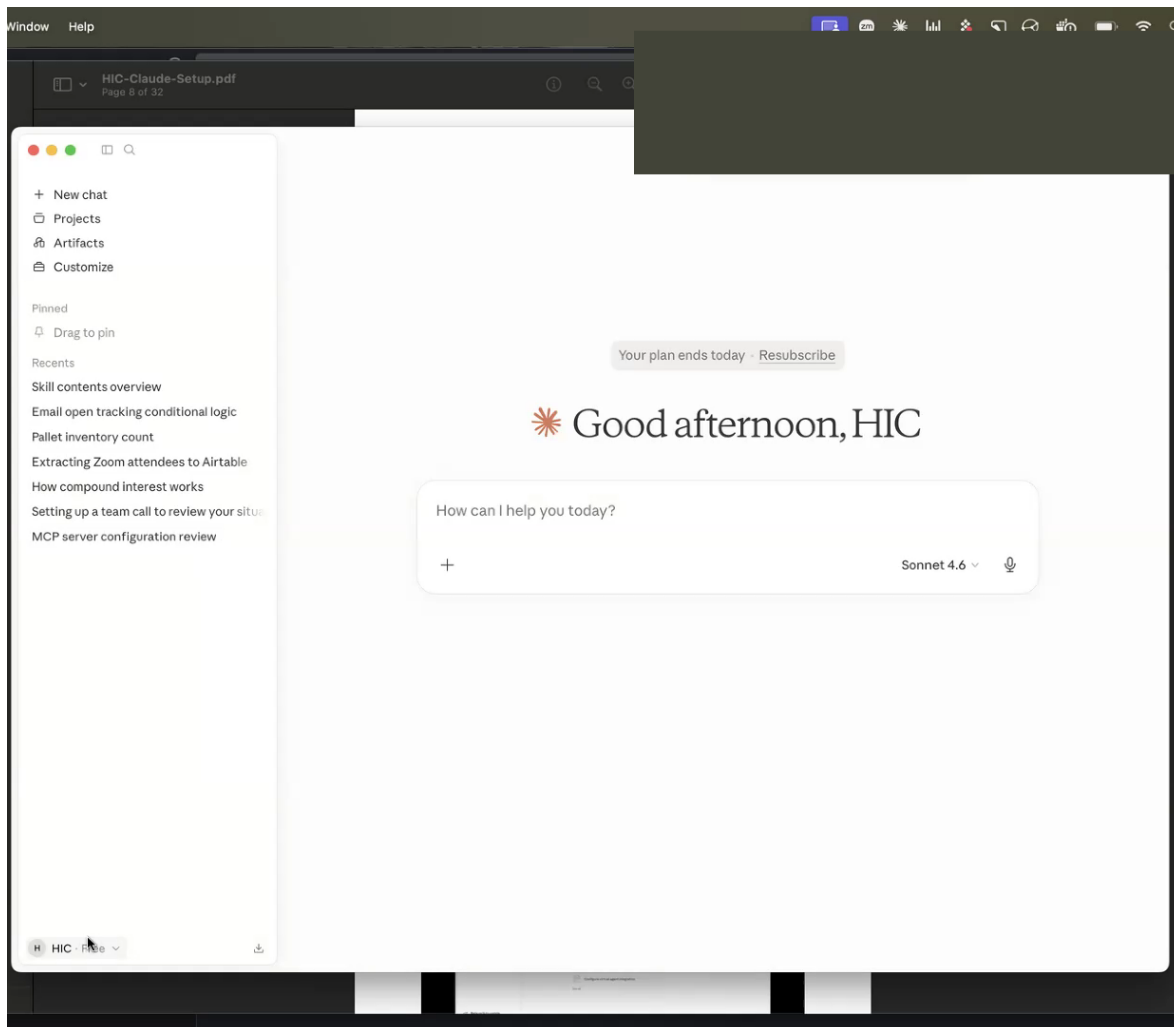 Window Help
zm
HIC-Claude-Setup.pdf
Page 8 of 32
New chat
Projects
Artifacts
Customize
Pinned
Drag to pin
Recents
Skill contents overview
Email open tracking conditional logic
Pallet inventory count
Extracting Zoom attendees to Airtable
How compound interest works
Setting up a team call to review your situa
MCP server configuration review
Your plan ends today · Resubscribe
Good afternoon, HIC
How can I help you today?
Sonnet 4.6
H HIC ·